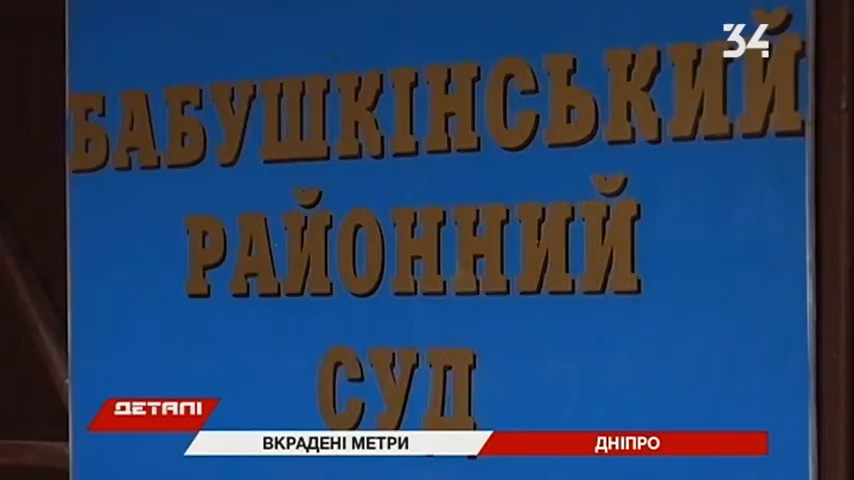 34
БАБУШКІНСЬКИЙ
РАЙОННИЙ
СУД
ДЕТАЛІ
ВКРАДЕНІ МЕТРИ
ДНІПРО